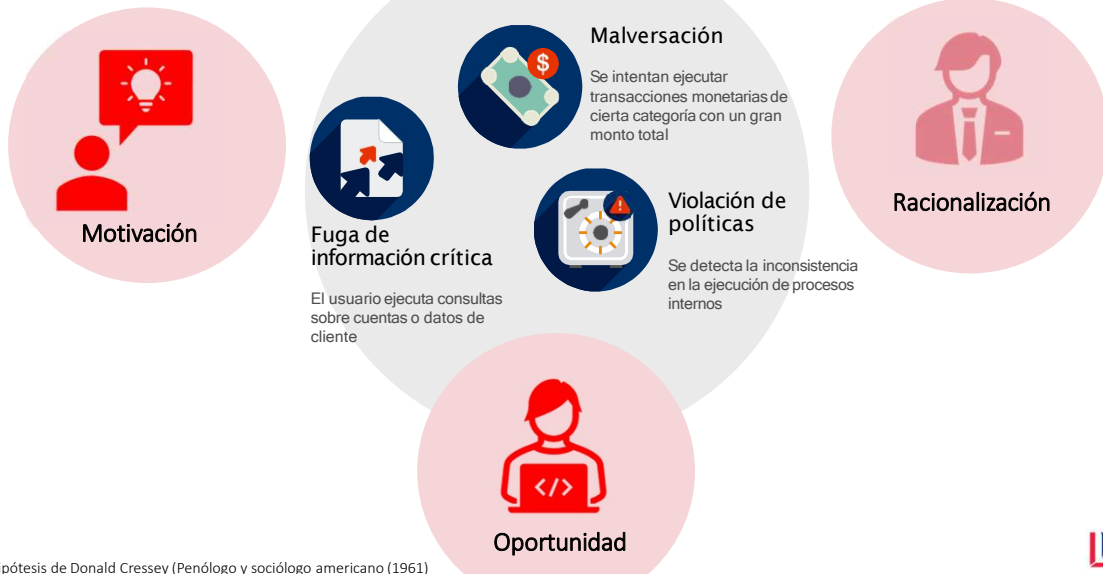 Malversación
Se intentan ejecutar
transacciones monetarias de
cierta categoría con un gran
monto total
$
Motivación
Fuga de
información crítica
El usuario ejecuta consultas
sobre cuentas o datos de
cliente
Violación de
políticas
Se detecta la inconsistencia
en la ejecución de procesos
internos
Racionalización
</>
Oportunidad
ipótesis de Donald Cressey (Penólogo y sociólogo americano (1961)